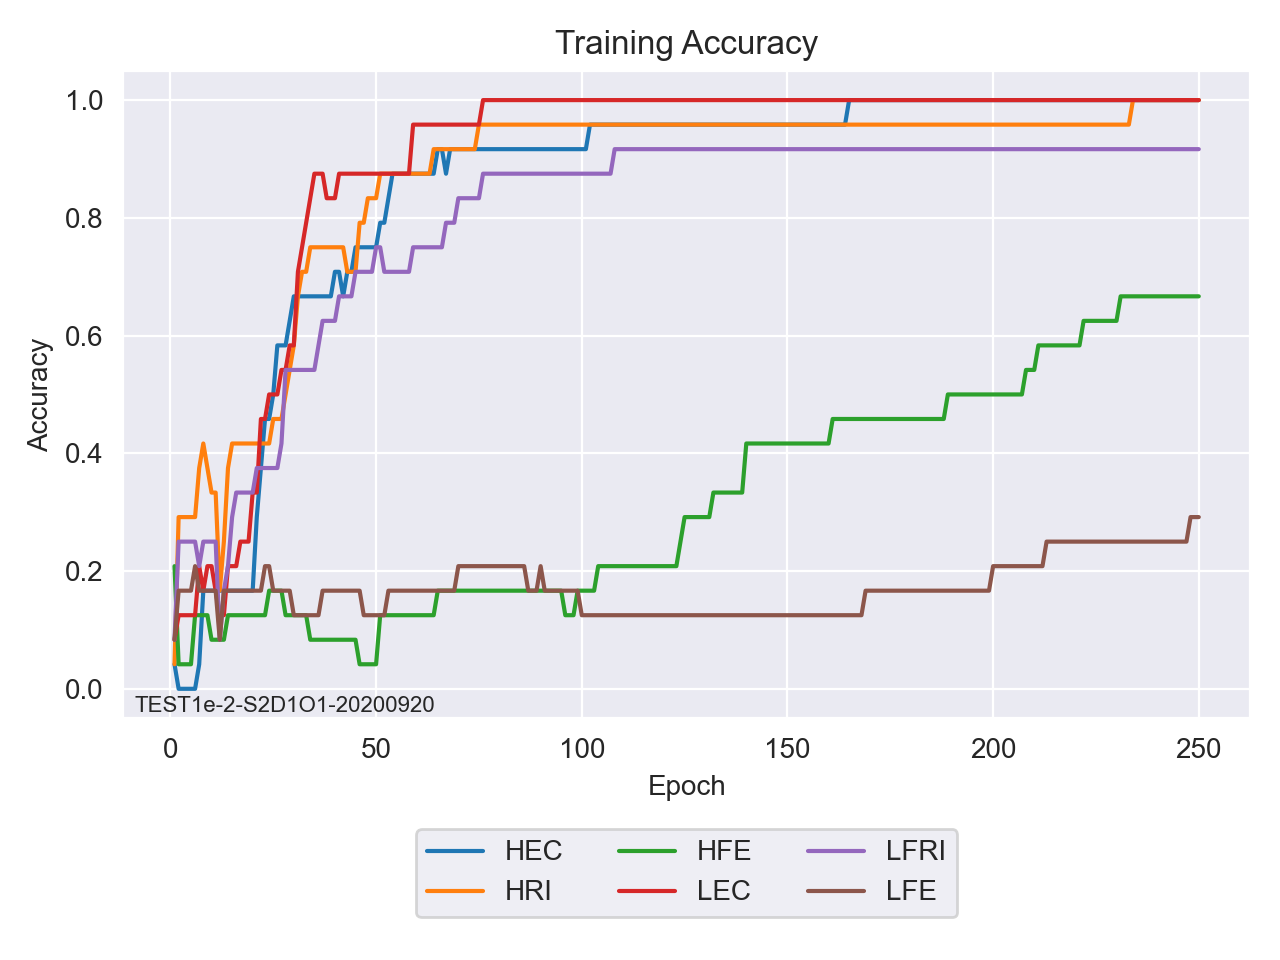 Training Accuracy
1.0
0.8
0.6
0.4
0.2
0.0
Accuracy
TEST1e-2-S2D1O1-20200920
0 50 100 150 200 250
Epoch
HEC HFE LFRI
HRI LEC LFE